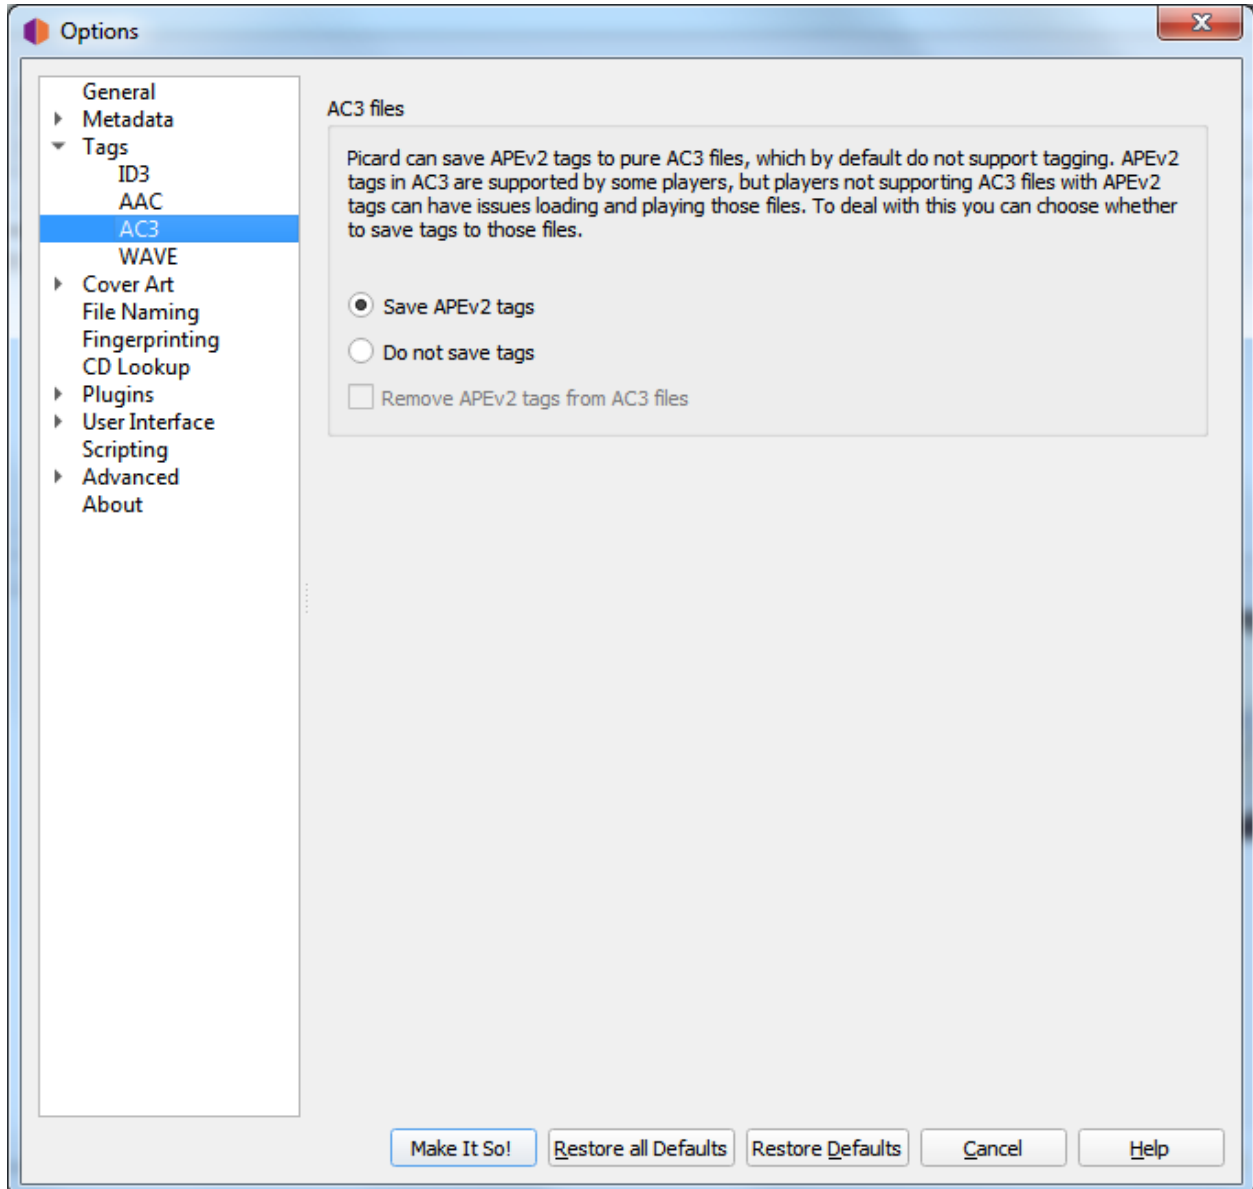 Options
General
Metadata
Tags
ID3
AAC
AC3
WAVE
Cover Art
File Naming
Fingerprinting
CD Lookup
Plugins
User Interface
Scripting
Advanced
About
AC3 files
Picard can save APEv2 tags to pure AC3 files, which by default do not support tagging. APEv2
tags in AC3 are supported by some players, but players not supporting AC3 files with APEv2
tags can have issues loading and playing those files. To deal with this you can choose whether
to save tags to those files.
Save APEv2 tags
Do not save tags
Remove APEv2 tags from AC3 files
Make It So!
Restore all Defaults
Restore Defaults
Cancel
Help